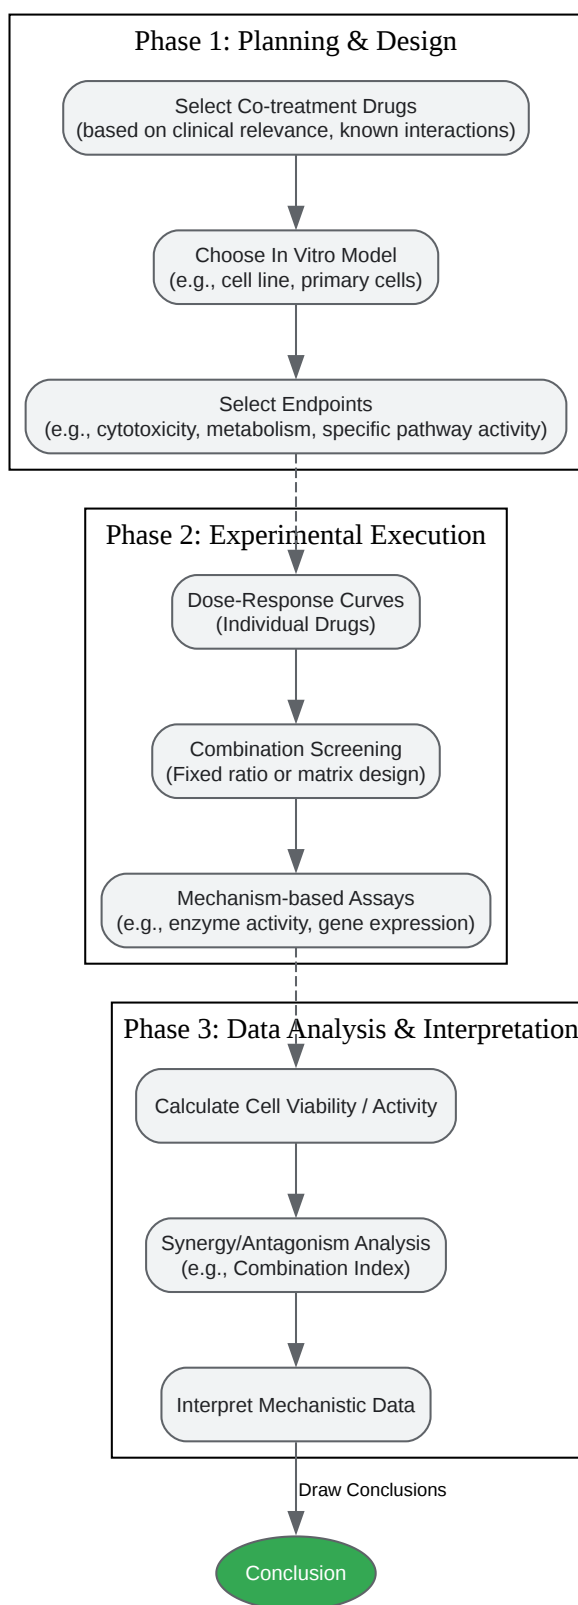 Phase 1: Planning & Design
Select Co-treatment Drugs
(based on clinical relevance, known interactions)
Choose In Vitro Model
(e.g., cell line, primary cells)
Select Endpoints
(e.g., cytotoxicity, metabolism, specific pathway activity)
Phase 2: Experimental Execution
Dose-Response Curves
(Individual Drugs)
Combination Screening
(Fixed ratio or matrix design)
Mechanism-based Assays
(e.g., enzyme activity, gene expression)
Phase 3: Data Analysis & Interpretation
Calculate Cell Viability / Activity
Synergy/Antagonism Analysis
(e.g., Combination Index)
Interpret Mechanistic Data
Draw Conclusions
Conclusion